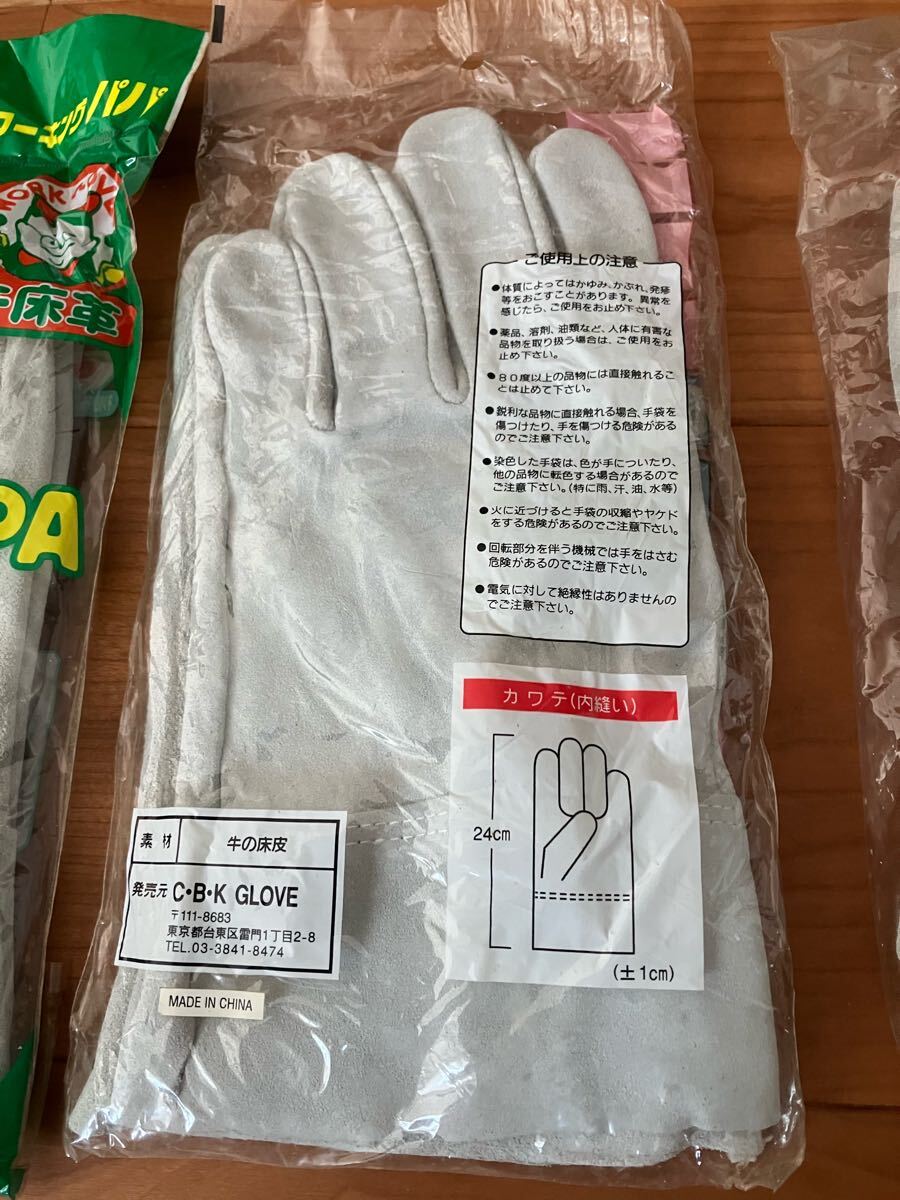 ワーキングパパ
WORK
牛床革
PA
ご使用上の注意
●体質によってはかゆみ、かぶれ、発疹
等をおこすことがあります。異常を
感じたら、ご使用をお止め下さい。
●薬品、溶剤、油類など、人体に有害な
品物を取り扱う場合は、ご使用をお
止め下さい。
●80度以上の品物には直接触れるこ
とは止めて下さい。
●鋭利な品物に直接触れる場合、手袋を
傷つけたり、手を傷つける危険がある
のでご注意下さい。
●染色した手袋は、色が手についたり、
他の品物に転色する場合があるので
ご注意下さい。(特に雨、汗、油、水等)
●火に近づけると手袋の収縮やヤケド
をする危険があるのでご注意下さい。
●回転部分を伴う機械では手をはさむ
危険があるのでご注意下さい。
●電気に対して絶縁性はありませんの
でご注意下さい。
カワテ(内縫い)
24cm
(±1cm)
素材 牛の床皮
発売元 C・B・K GLOVE
〒111-8683
東京都台東区雷門1丁目2-8
TEL.03-3841-8474
MADE IN CHINA